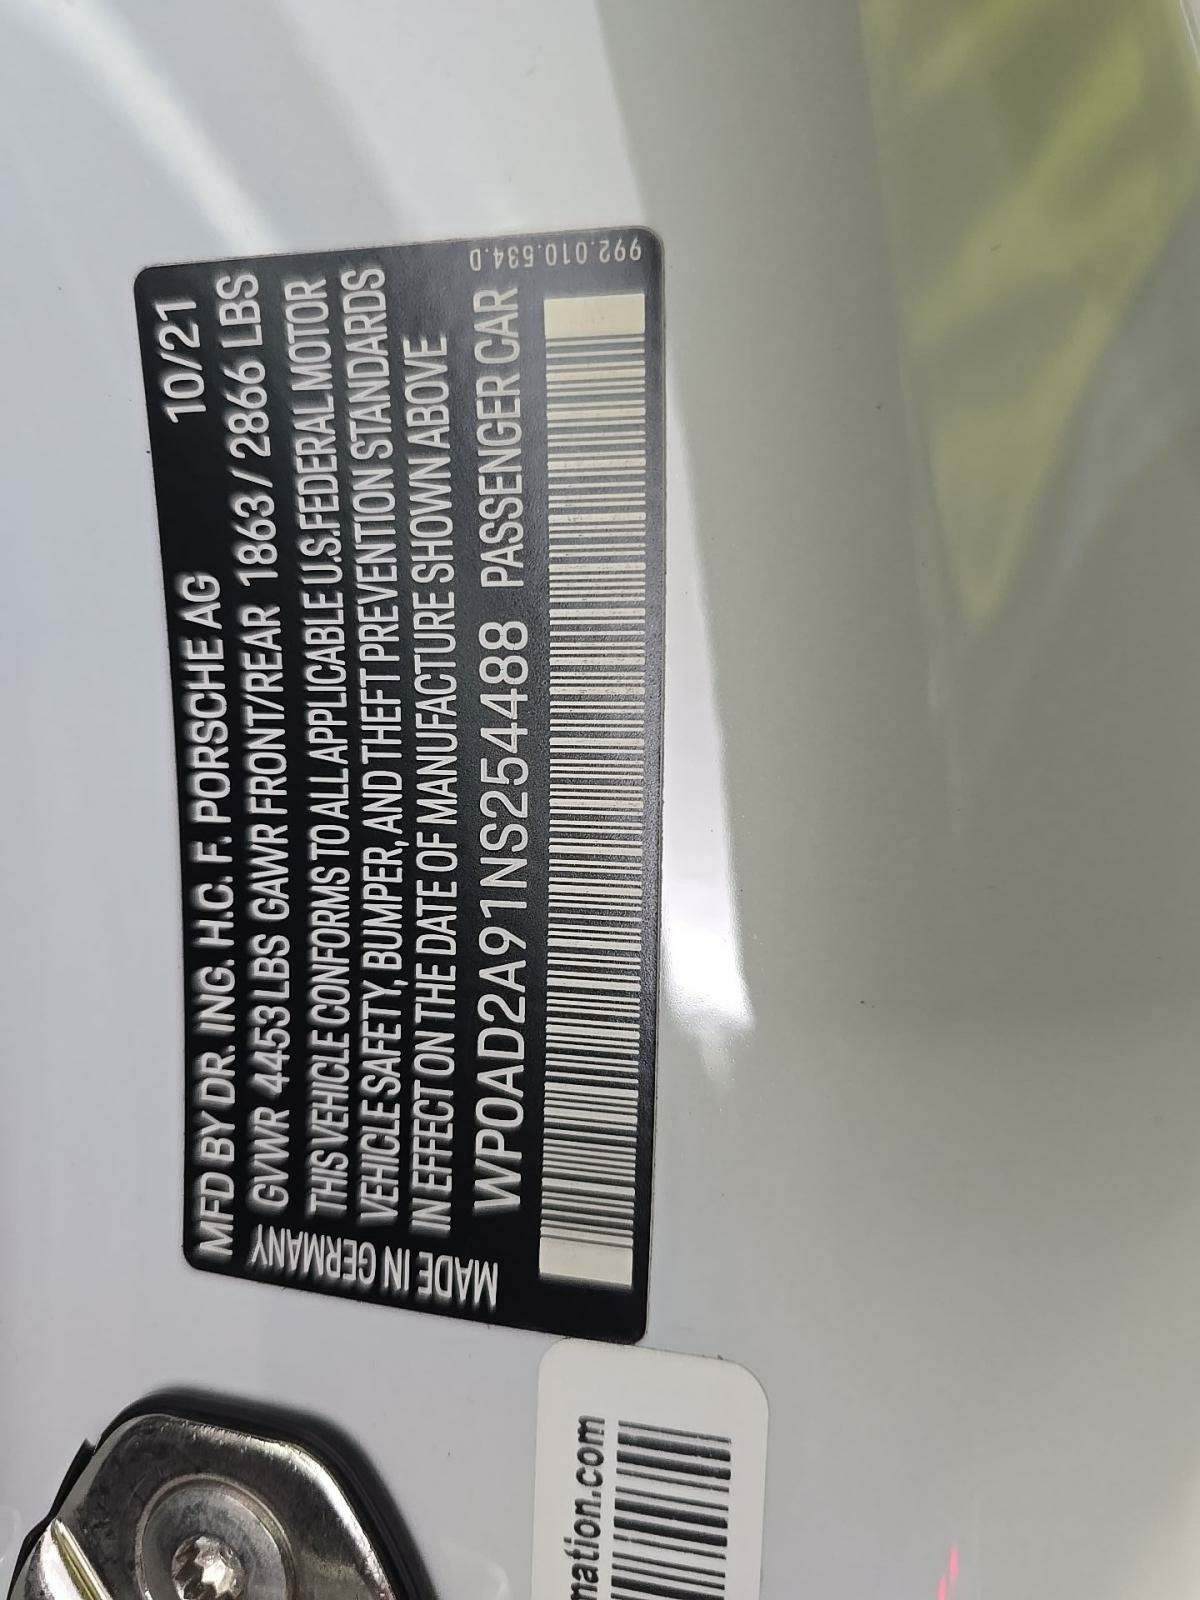 MFD BY DR. ING. H.C. F. PORSCHE AG 10/21
GVWR 4453 LBS GAWR FRONT/REAR 1863 / 2866 LBS
THIS VEHICLE CONFORMS TO ALL APPLICABLE U.S. FEDERAL MOTOR
VEHICLE SAFETY, BUMPER, AND THEFT PREVENTION STANDARDS
IN EFFECT ON THE DATE OF MANUFACTURE SHOWN ABOVE
WP0AD2A91NS254488 PASSENGER CAR
MADE IN GERMANY
992.010.534.D
mation.com